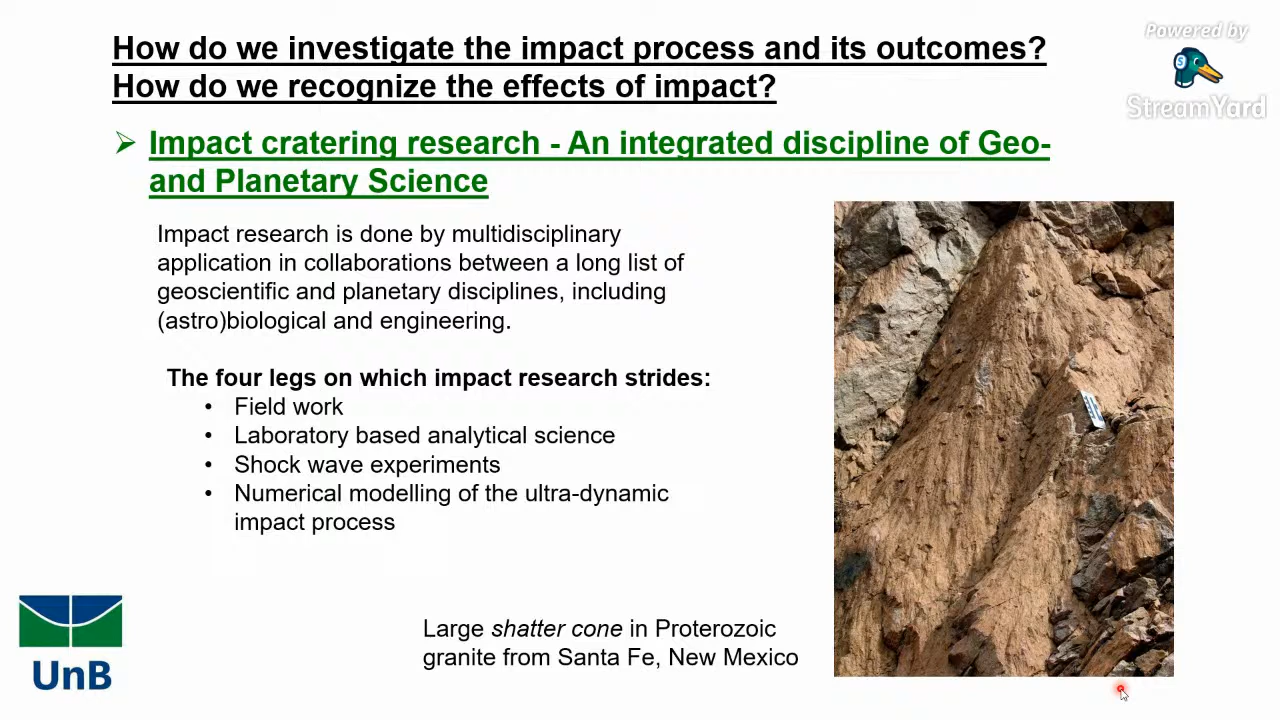 How do we investigate the impact process and its outcomes?
How do we recognize the effects of impact?
Powered by
StreamYard
➢ Impact cratering research - An integrated discipline of Geo-
and Planetary Science
Impact research is done by multidisciplinary
application in collaborations between a long list of
geoscientific and planetary disciplines, including
(astro)biological and engineering.
The four legs on which impact research strides:
• Field work
• Laboratory based analytical science
• Shock wave experiments
• Numerical modelling of the ultra-dynamic
impact process
Large shatter cone in Proterozoic
granite from Santa Fe, New Mexico
UnB